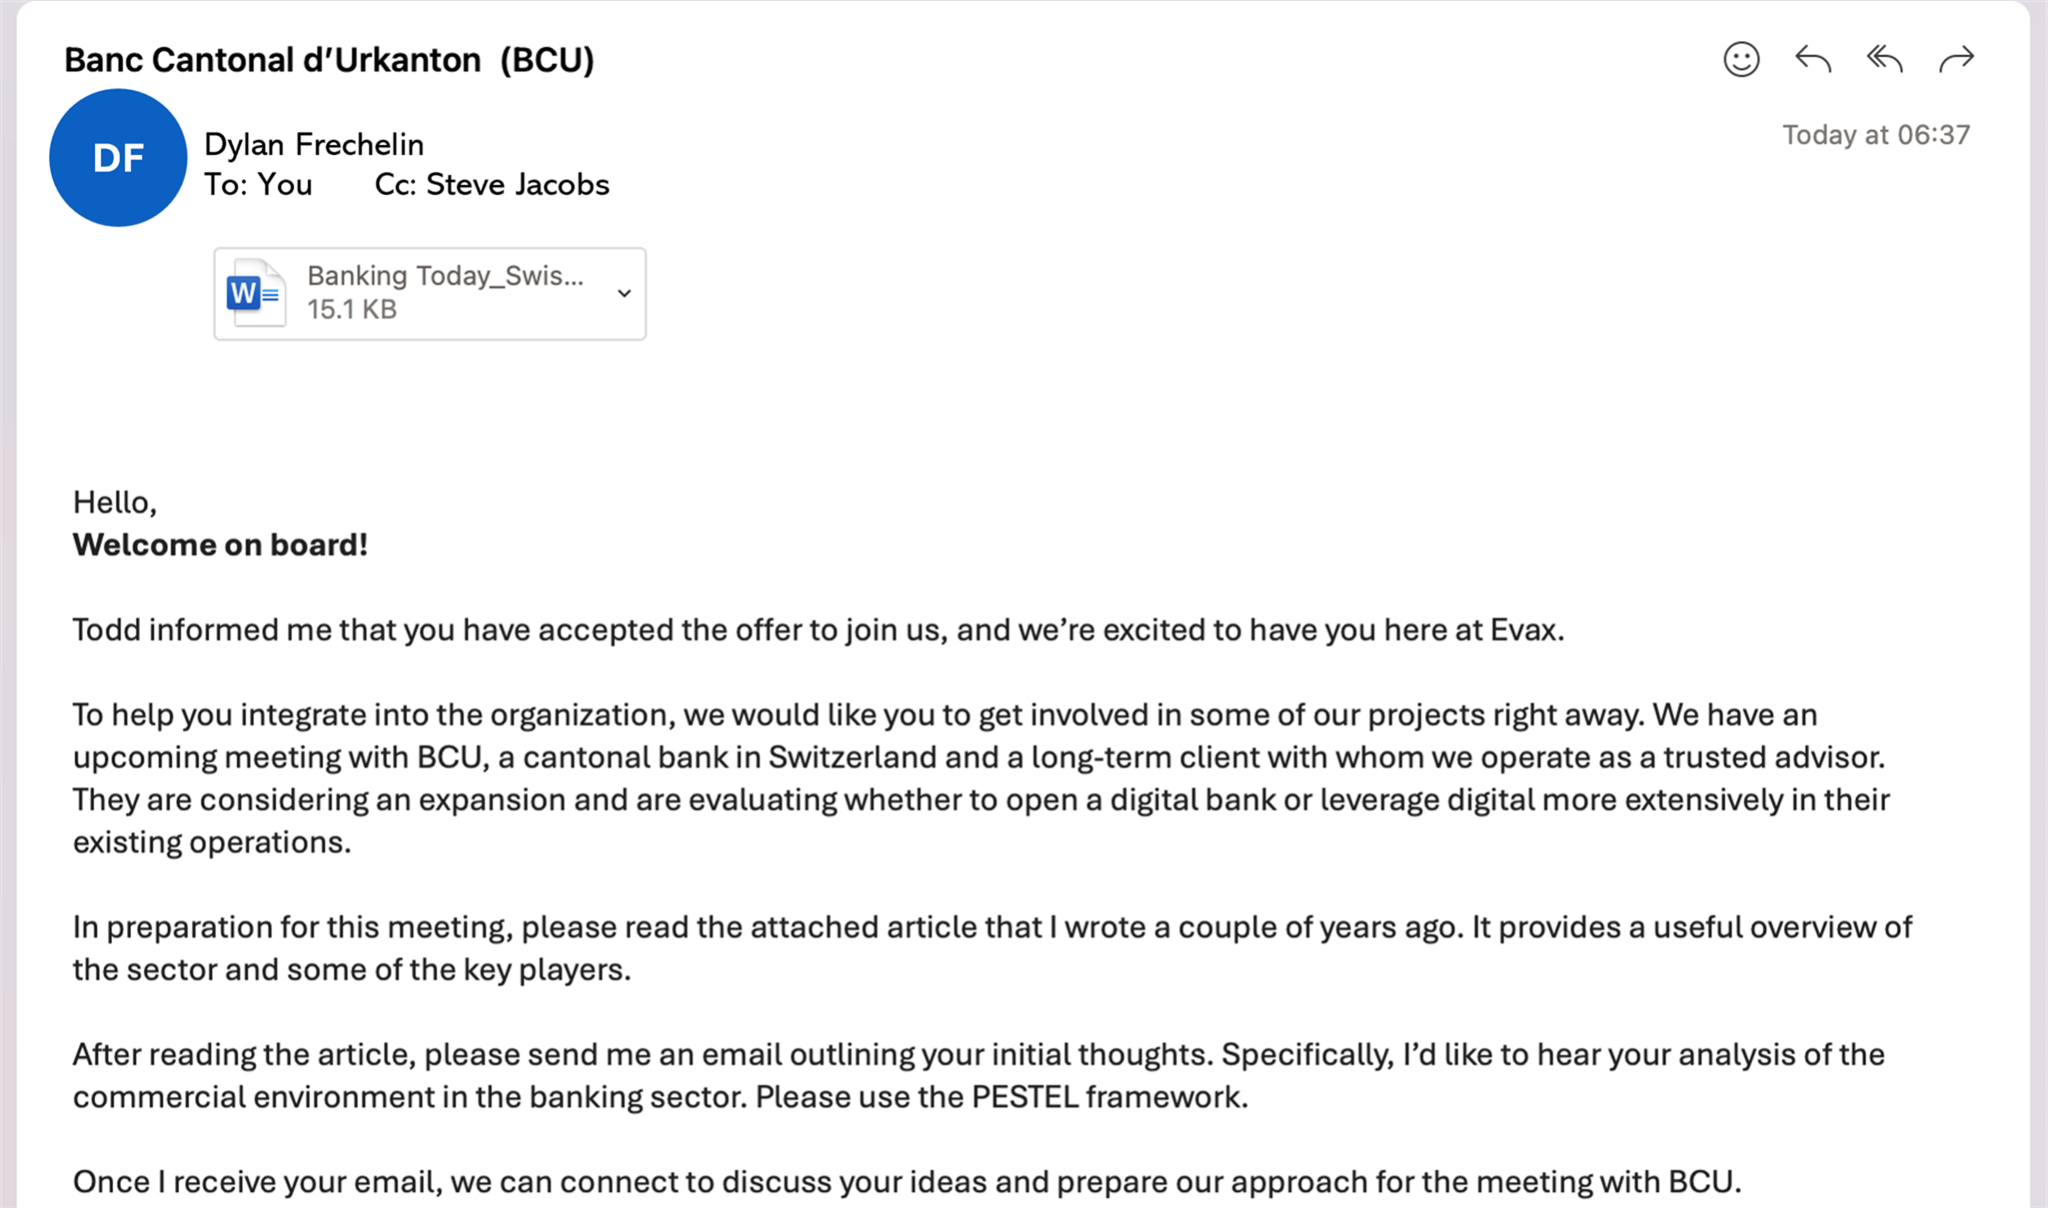 Banc Cantonal d’Urkanton (BCU)
DF
Dylan Frechelin
Today at 06:37
To: You Cc: Steve Jacobs
W
Banking Today_Swis...
15.1 KB
Hello,
Welcome on board!
Todd informed me that you have accepted the offer to join us, and we’re excited to have you here at Evax.
To help you integrate into the organization, we would like you to get involved in some of our projects right away. We have an
upcoming meeting with BCU, a cantonal bank in Switzerland and a long-term client with whom we operate as a trusted advisor.
They are considering an expansion and are evaluating whether to open a digital bank or leverage digital more extensively in their
existing operations.
In preparation for this meeting, please read the attached article that I wrote a couple of years ago. It provides a useful overview of
the sector and some of the key players.
After reading the article, please send me an email outlining your initial thoughts. Specifically, I’d like to hear your analysis of the
commercial environment in the banking sector. Please use the PESTEL framework.
Once I receive your email, we can connect to discuss your ideas and prepare our approach for the meeting with BCU.